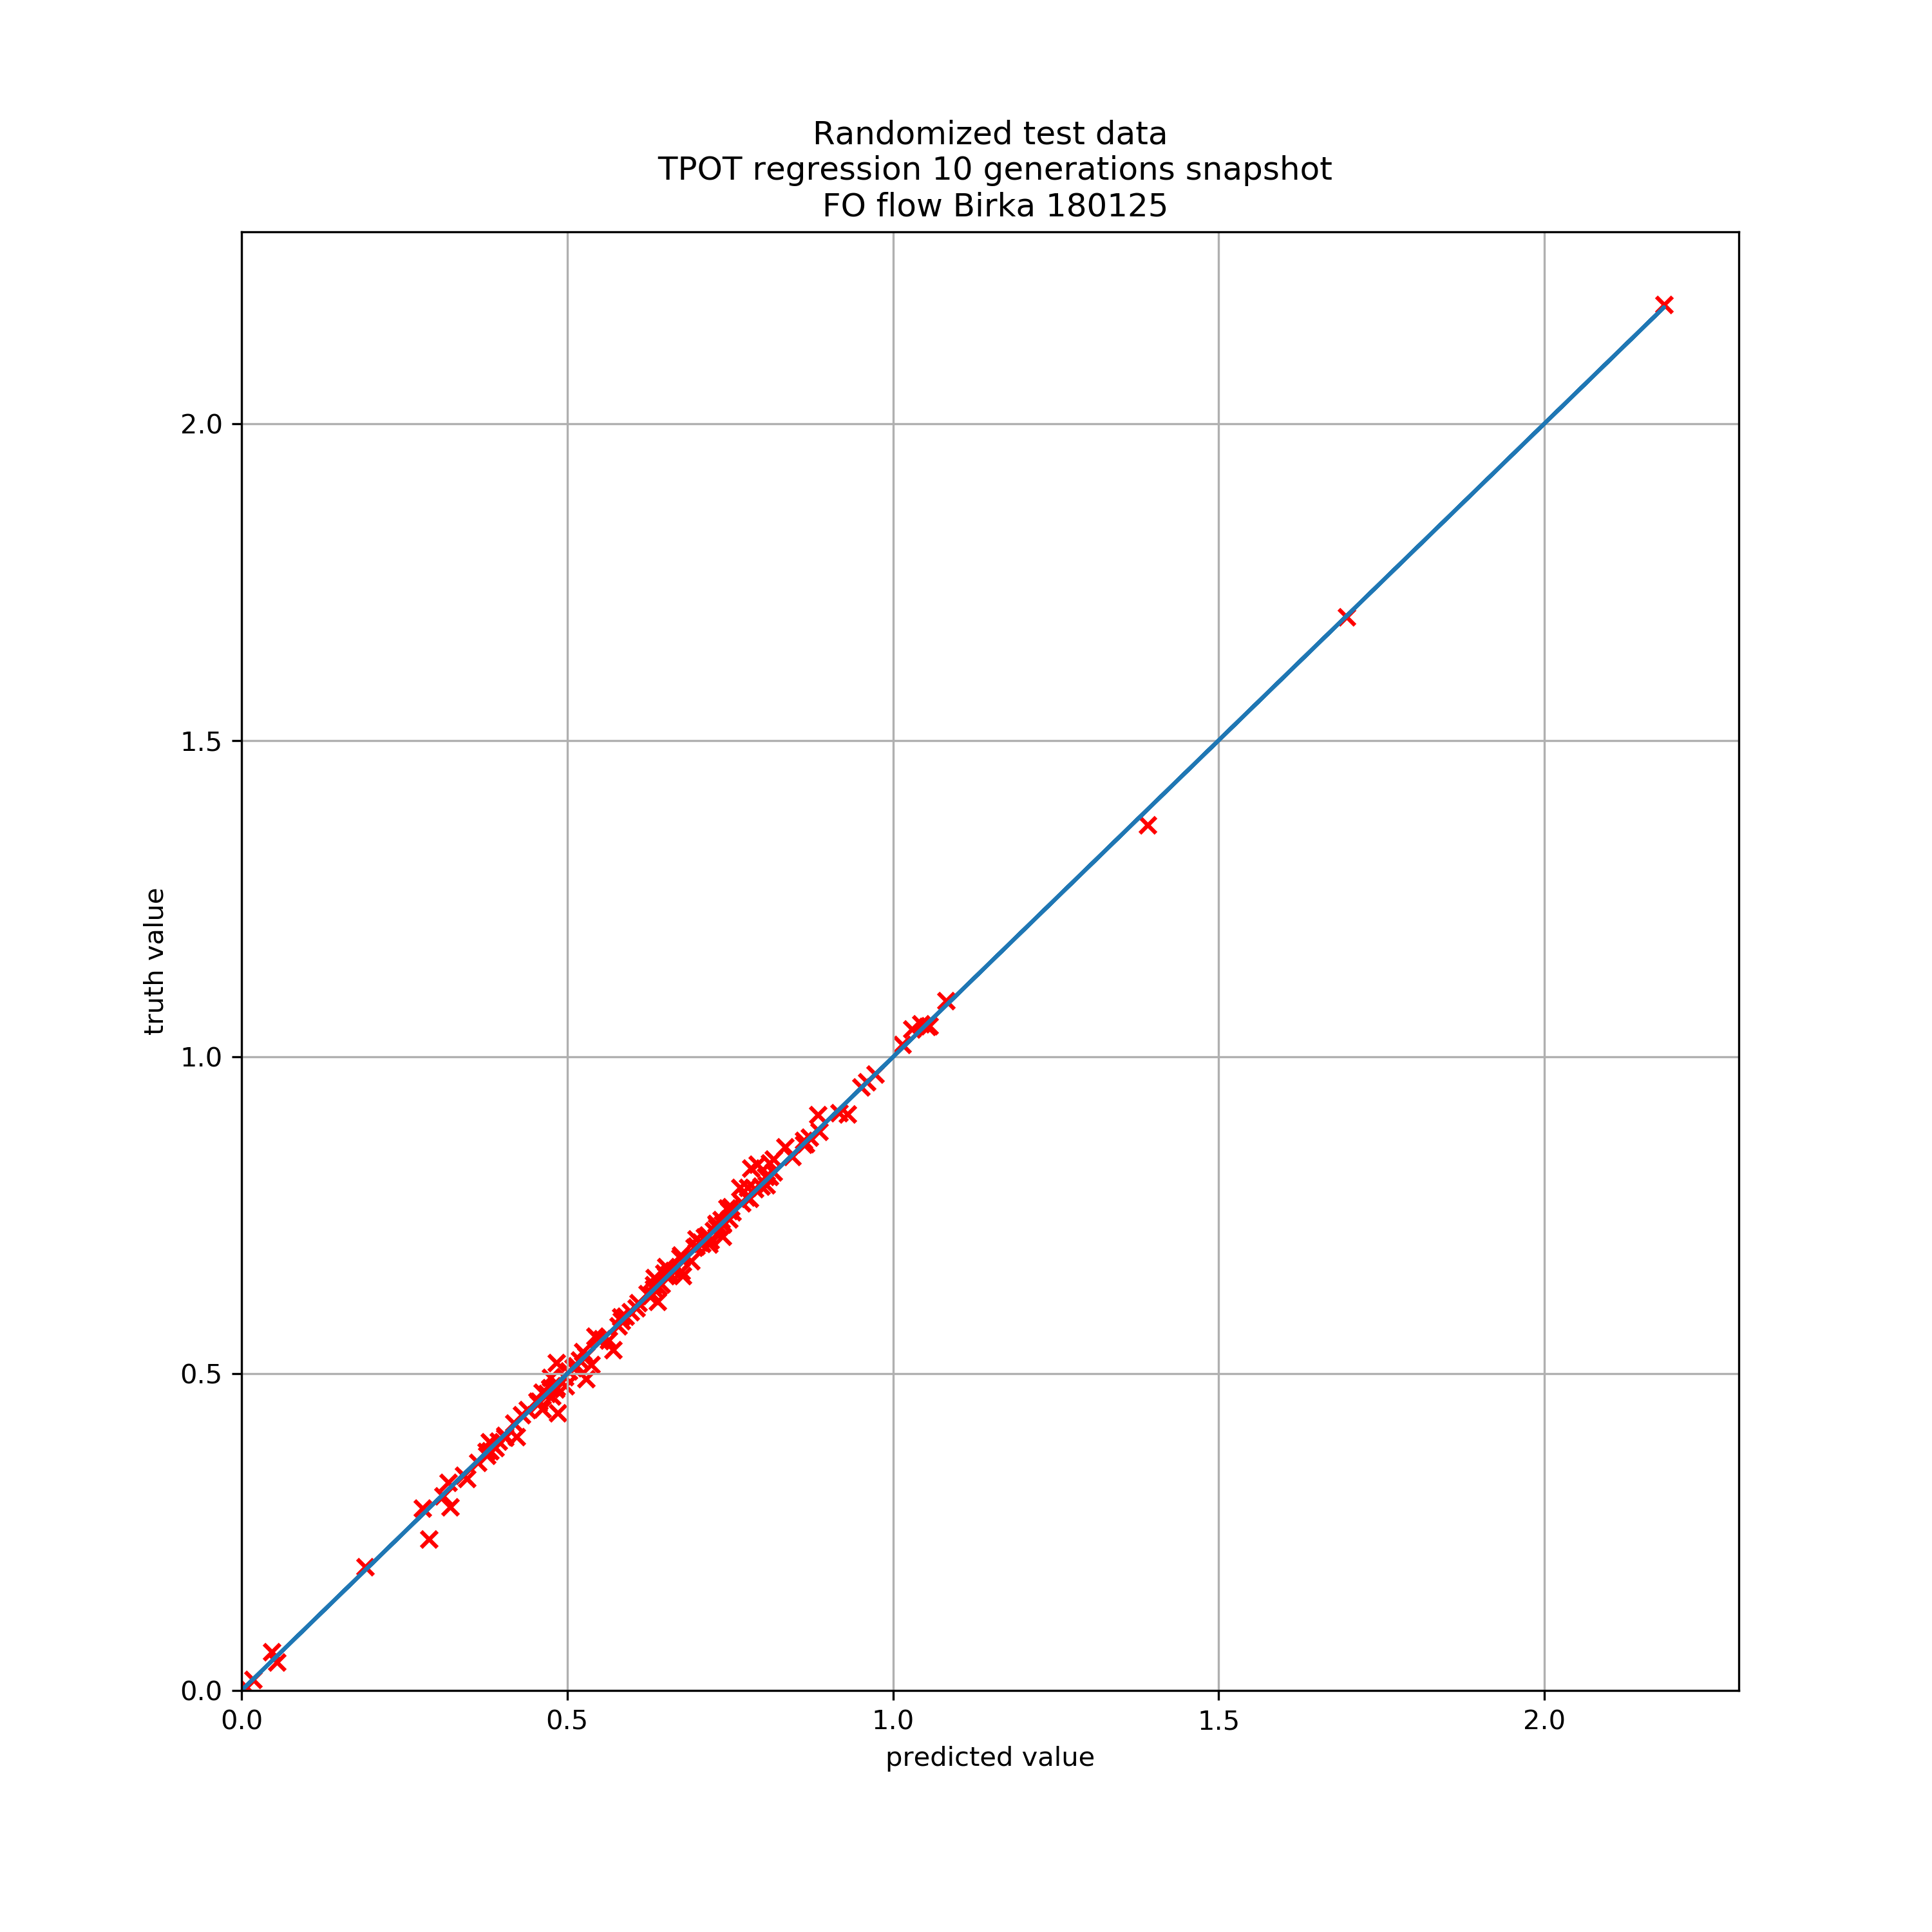 Randomized test data
TPOT regression 10 generations snapshot
FO flow Birka 180125
2.0
1.5
1.0
0.5
0.0
truth value
0.0 0.5 1.0 1.5 2.0
predicted value